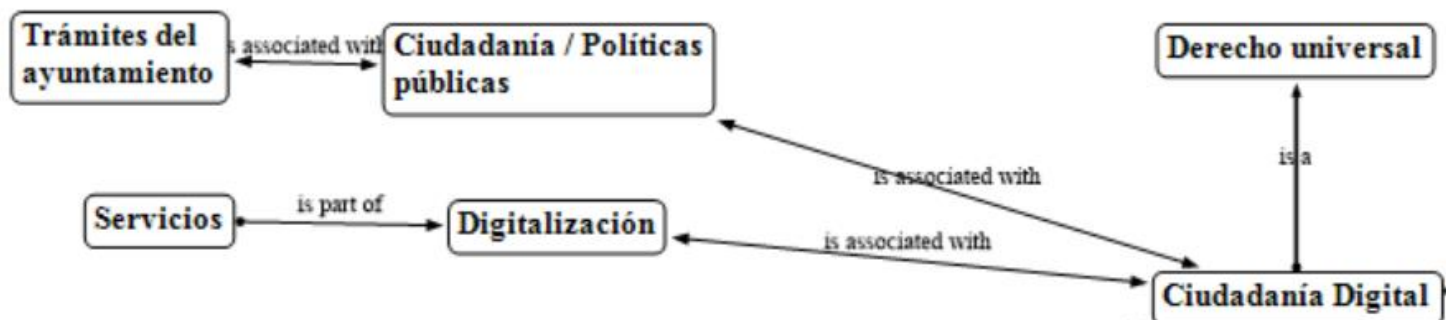 Trámites del
ayuntamiento
is associated with
Ciudadanía / Políticas
públicas
Derecho universal
is associated with
is a
Servicios
is part of
Digitalización
is associated with
Ciudadanía Digital